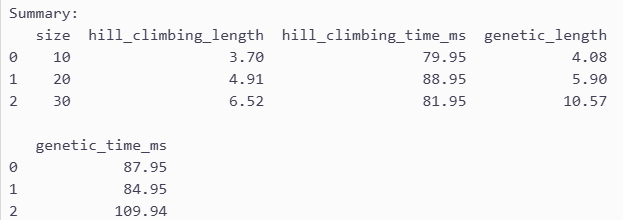 Summary:
size hill_climbing_length hill_climbing_time_ms genetic_length
0 10 3.70 79.95 4.08
1 20 4.91 88.95 5.90
2 30 6.52 81.95 10.57
genetic_time_ms
0 87.95
1 84.95
2 109.94